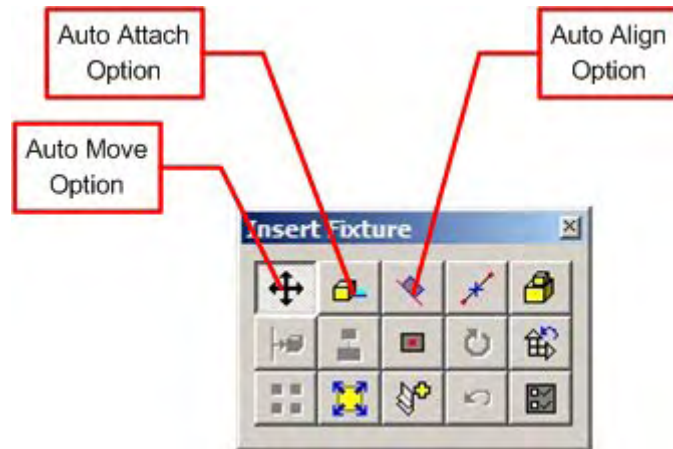 Auto Attach
Option
Auto Align
Option
Auto Move
Option
Insert Fixture